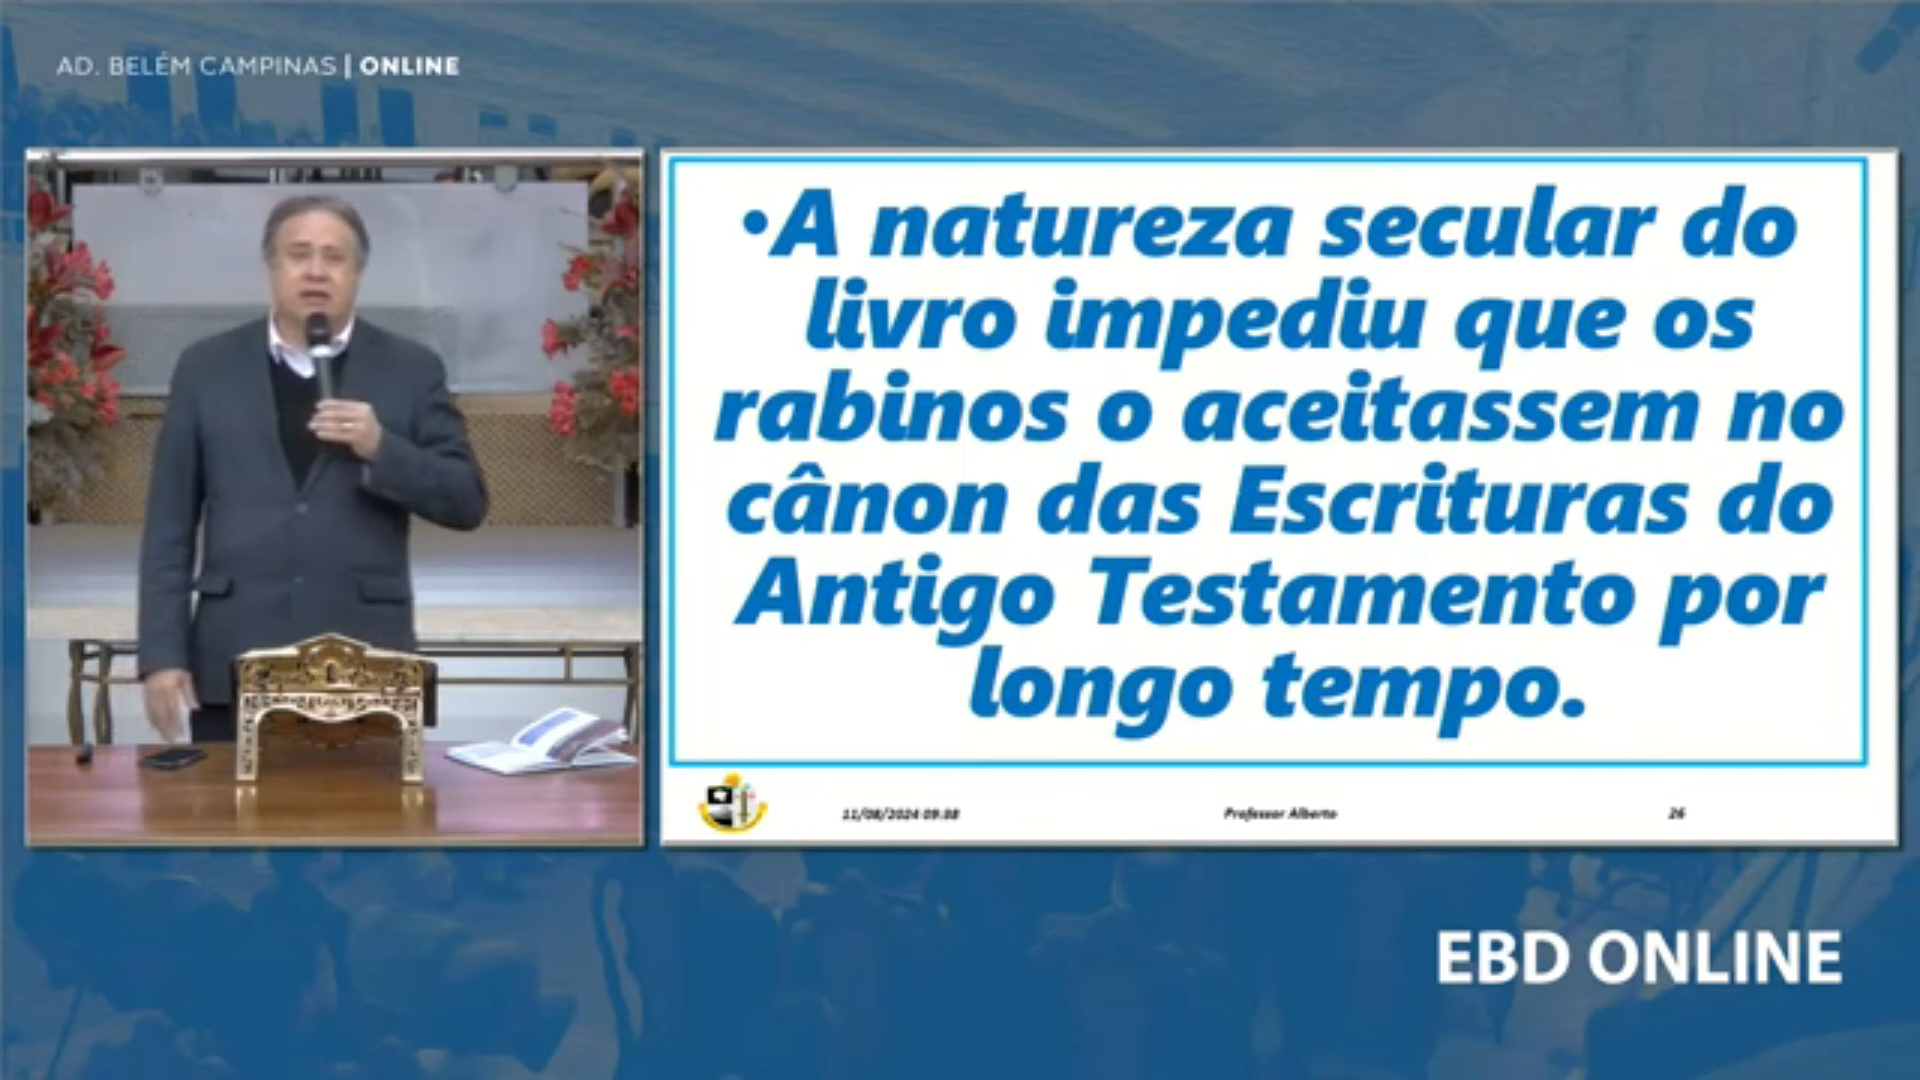 AD. BELÉM CAMPINAS | ONLINE
•A natureza secular do
livro impediu que os
rabinos o aceitassem no
cânon das Escrituras do
Antigo Testamento por
longo tempo.
11/08/2024 09:38 Professor Alberto 26
EBD ONLINE